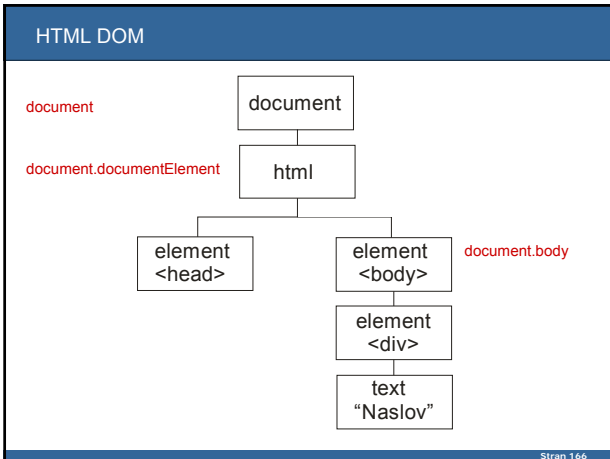 HTML DOM
document
document
document.documentElement
html
element
<head>
element
<body>
document.body
element
<div>
text
“Naslov”
Stran 166